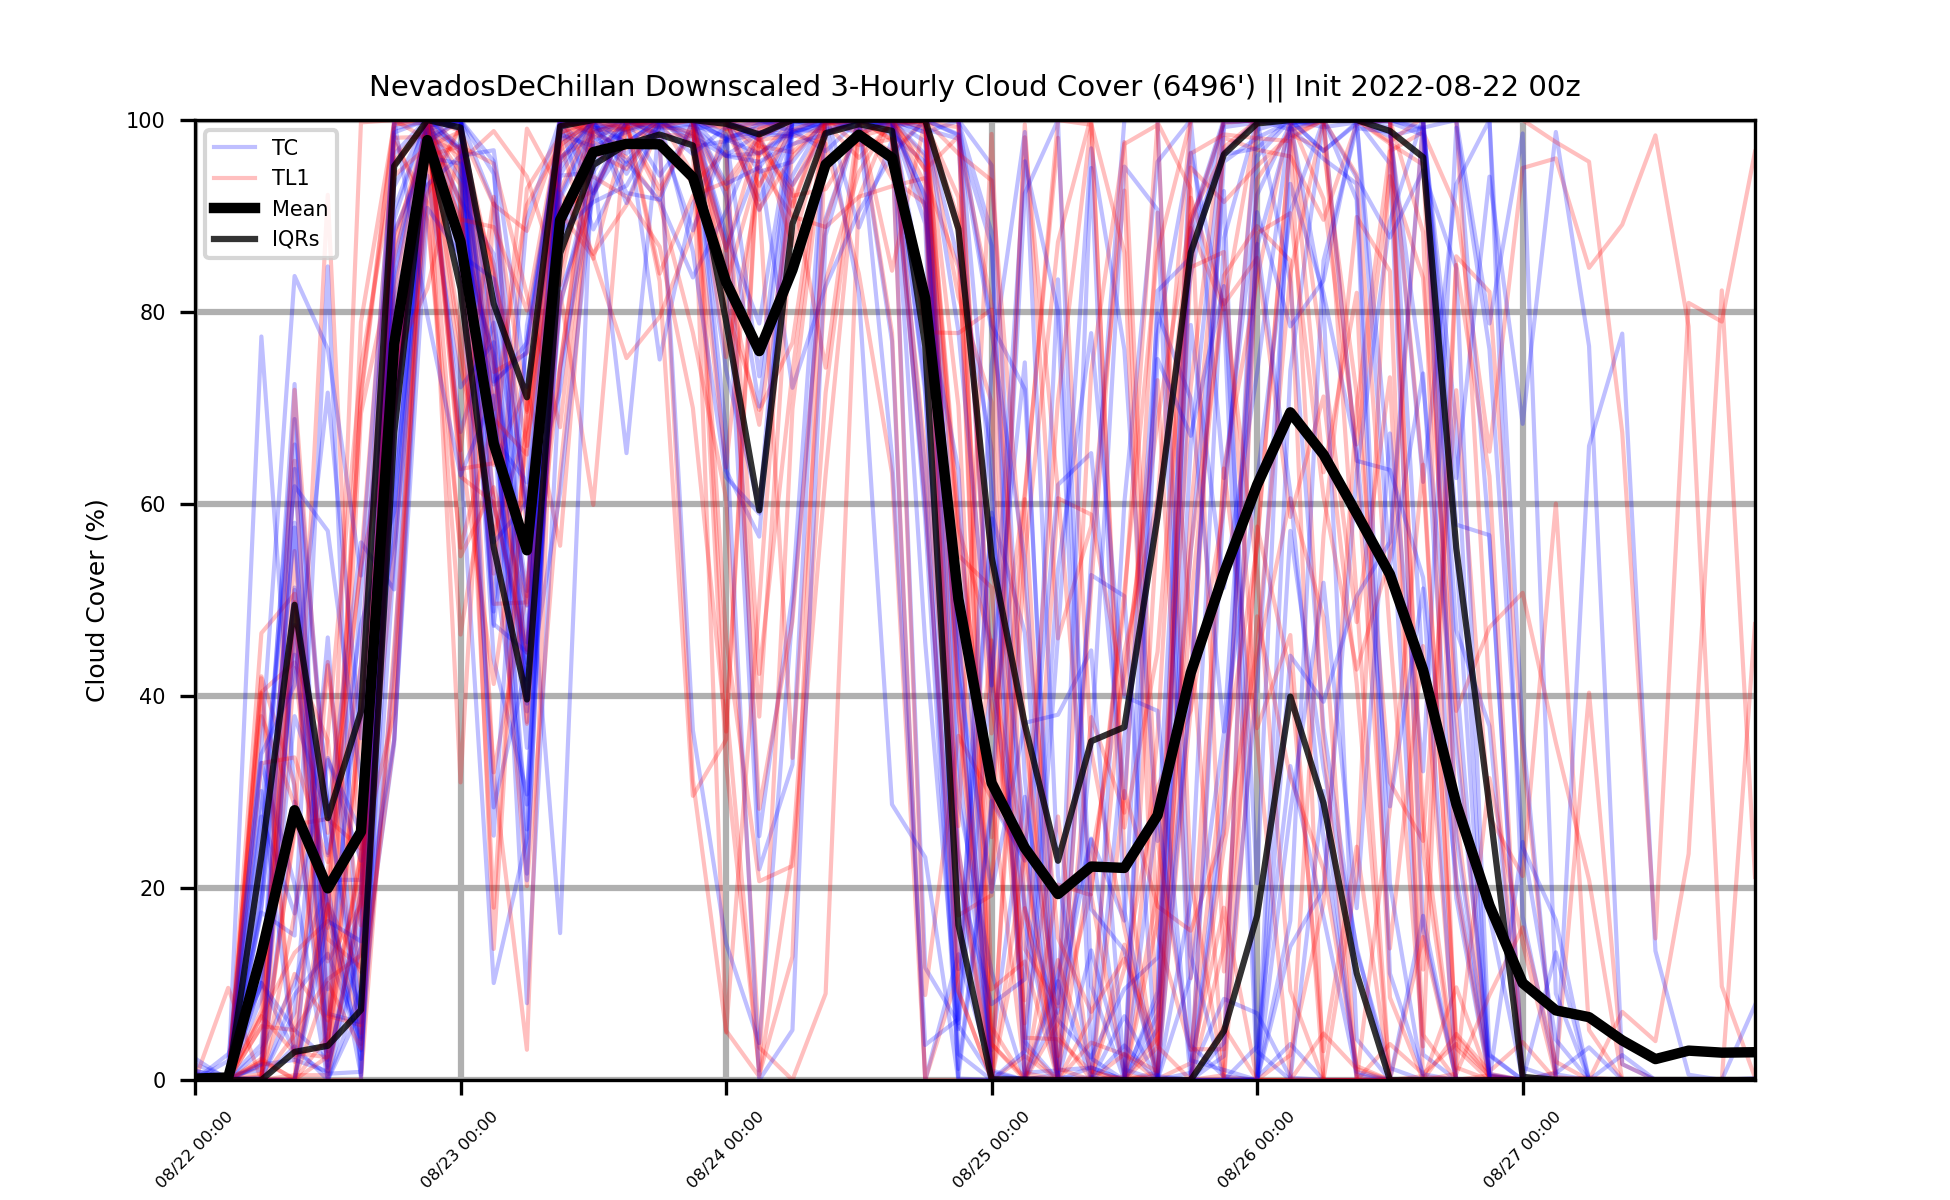 NevadosDeChillan Downscaled 3-Hourly Cloud Cover (6496') || Init 2022-08-22 00z
Cloud Cover (%)
100
80
60
40
20
0
TC
TL1
Mean
IQRs
08/22 00:00
08/23 00:00
08/24 00:00
08/25 00:00
08/26 00:00
08/27 00:00